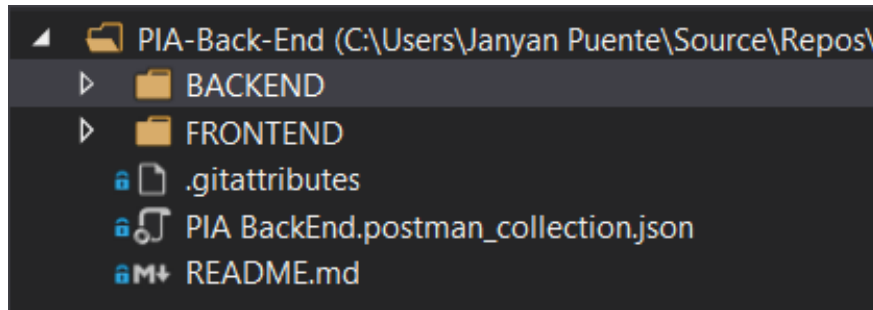 PIA-Back-End (C:\Users\Janyan Puente\Source\Repos\
BACKEND
FRONTEND
.gitattributes
PIA BackEnd.postman_collection.json
M README.md